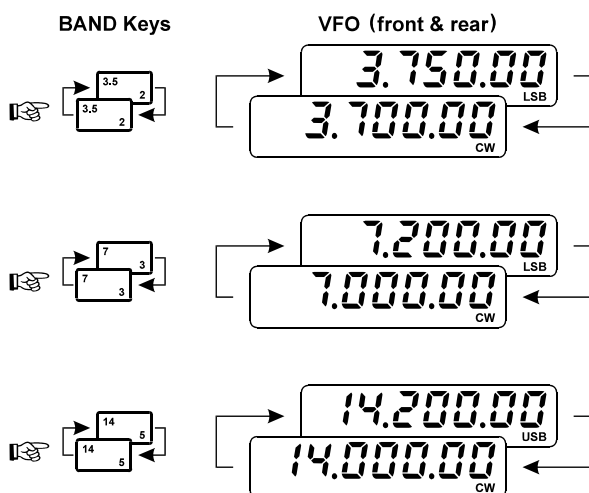 BAND Keys
VFO (front & rear)
3.5
2
3.5
2
3.750.00
LSB
3.700.00
CW
7
3
7
3
7.200.00
LSB
7.000.00
CW
14
5
14
5
14.200.00
USB
14.000.00
CW